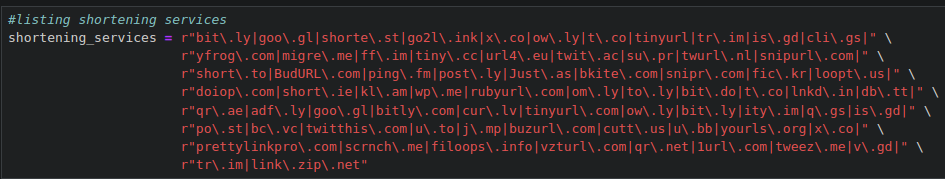 #listing shortening services
shortening_services = r"bit\.ly|goo\.gl|shorte\.st|go2l\.ink|x\.co|ow\.ly|t\.co|tinyurl|tr\.im|is\.gd|cli\.gs|" \
r"yfrog\.com|migre\.me|ff\.im|tiny\.cc|url4\.eu|twit\.ac|su\.pr|twurl\.nl|snipurl\.com|" \
r"short\.to|BudURL\.com|ping\.fm|post\.ly|Just\.as|bkite\.com|snipr\.com|fic\.kr|loopt\.us|" \
r"doiop\.com|short\.ie|kl\.am|wp\.me|rubyurl\.com|om\.ly|to\.ly|bit\.do|t\.co|lnkd\.in|db\.tt|" \
r"qr\.ae|adf\.ly|goo\.gl|bitly\.com|cur\.lv|tinyurl\.com|ow\.ly|bit\.ly|ity\.im|q\.gs|is\.gd|" \
r"po\.st|bc\.vc|twitthis\.com|u\.to|j\.mp|buzurl\.com|cutt\.us|u\.bb|yourls\.org|x\.co|" \
r"prettylinkpro\.com|scrnch\.me|filoops\.info|vzturl\.com|qr\.net|1url\.com|tweez\.me|v\.gd|" \
r"tr\.im|link\.zip\.net"